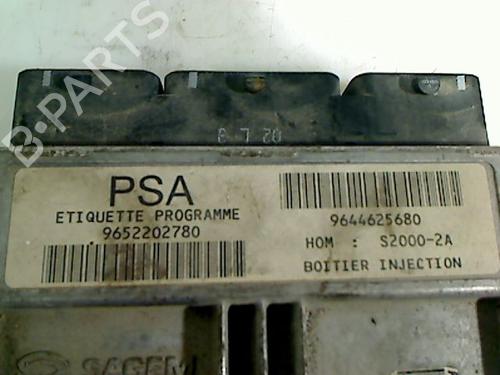 B-PARTS
PSA
ETIQUETTE PROGRAMME
9652202780
9644625680
HOM : S2000-2A
BOITIER INJECTION
SAGEM